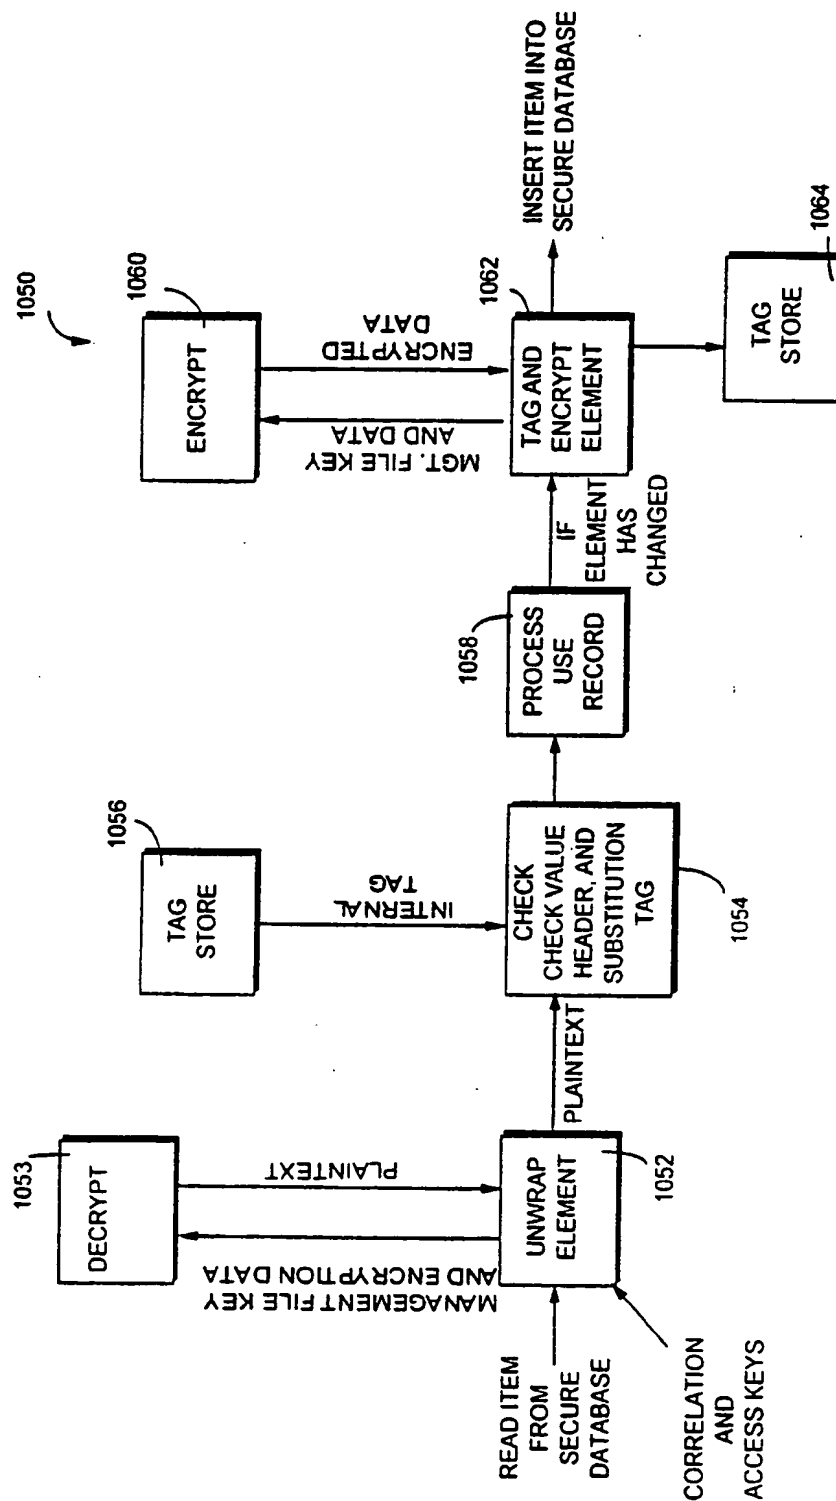 1050
1053
DECRYPT
MANAGEMENT FILE KEY
AND ENCRYPTION DATA
PLAINTEXT
READ ITEM
FROM
SECURE
DATABASE
CORRELATION
AND
ACCESS KEYS
UNWRAP
ELEMENT
1052
PLAINTEXT
1056
TAG
STORE
INTERNAL
TAG
CHECK
CHECK VALUE
HEADER, AND
SUBSTITUTION
TAG
1054
1058
PROCESS
USE
RECORD
IF
ELEMENT
HAS
CHANGED
1060
ENCRYPT
MGT. FILE KEY
AND DATA
ENCRYPTED
DATA
1062
TAG AND
ENCRYPT
ELEMENT
INSERT ITEM INTO
SECURE DATABASE
TAG
STORE
1064